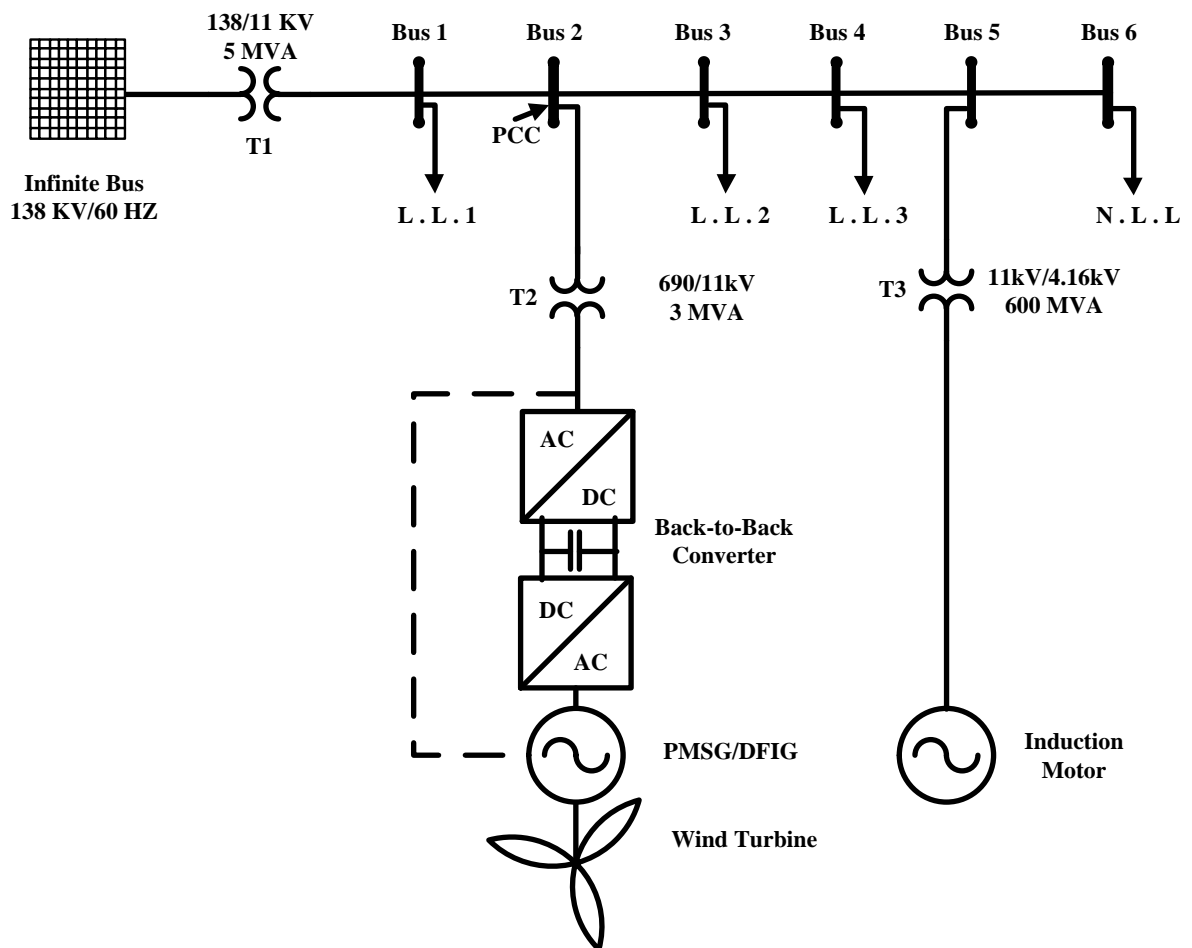 138/11 KV
5 MVA
T1
Infinite Bus
138 KV/60 HZ
Bus 1
Bus 2
Bus 3
Bus 4
Bus 5
Bus 6
PCC
L . L . 1
L . L . 2
L . L . 3
N . L . L
T2
690/11kV
3 MVA
T3
11kV/4.16kV
600 MVA
AC
DC
Back-to-Back
Converter
DC
AC
PMSG/DFIG
Induction
Motor
Wind Turbine